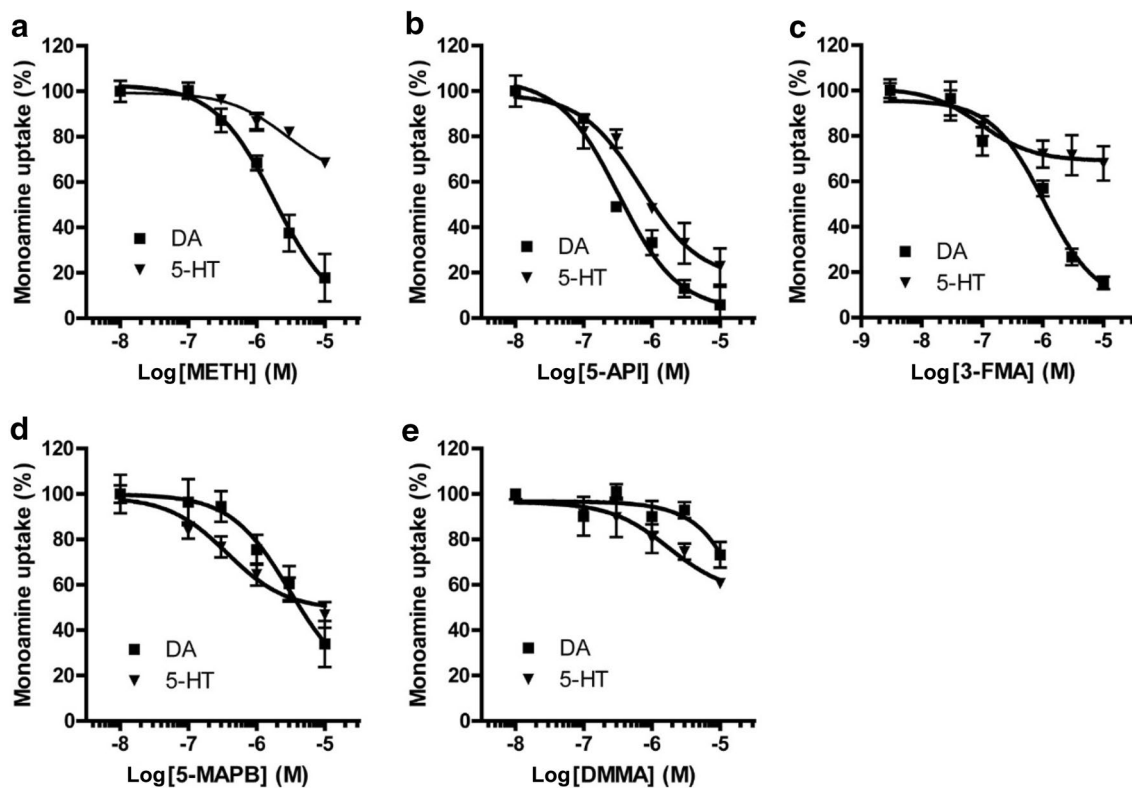 a
Monoamine uptake (%)
120
100
80
60
40
20
0
DA
5-HT
-8 -7 -6 -5
Log[METH] (M)
b
Monoamine uptake (%)
120
100
80
60
40
20
0
DA
5-HT
-8 -7 -6 -5
Log[5-API] (M)
c
Monoamine uptake (%)
120
100
80
60
40
20
0
DA
5-HT
-9 -8 -7 -6 -5
Log[3-FMA] (M)
d
Monoamine uptake (%)
120
100
80
60
40
20
0
DA
5-HT
-8 -7 -6 -5
Log[5-MAPB] (M)
e
Monoamine uptake (%)
120
100
80
60
40
20
0
DA
5-HT
-8 -7 -6 -5
Log[DMMA] (M)